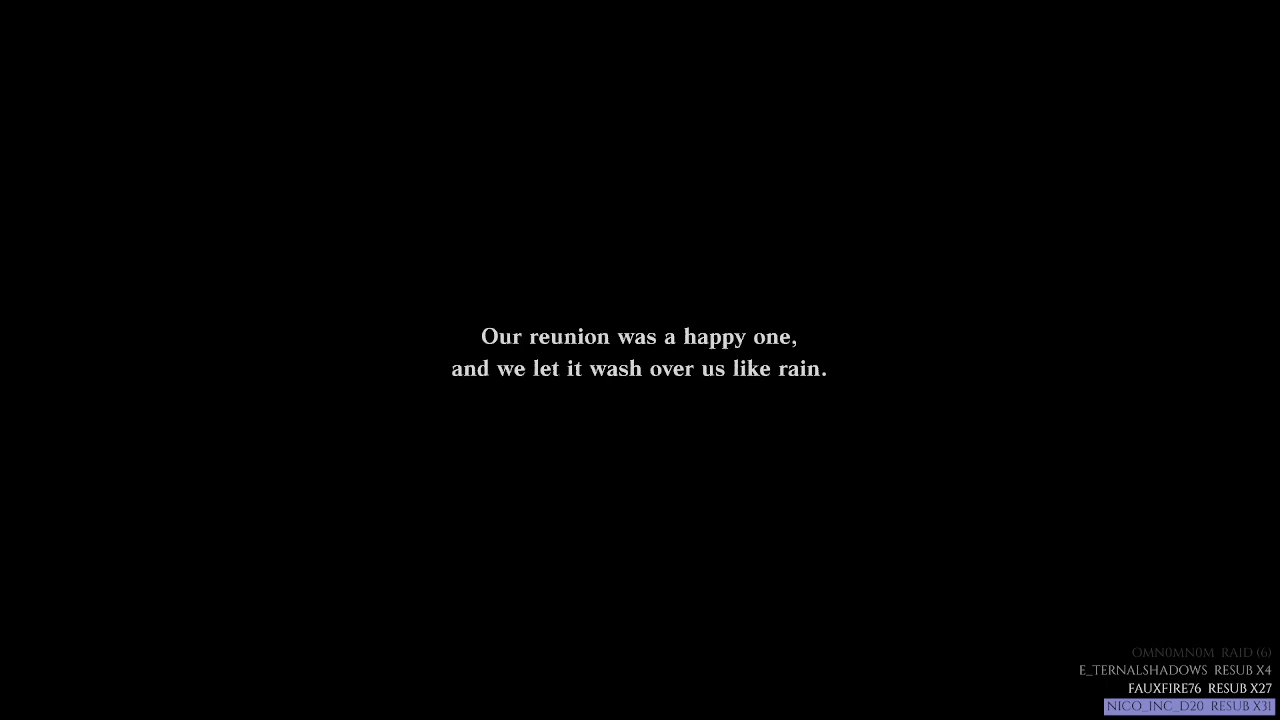 Our reunion was a happy one,
and we let it wash over us like rain.
OMN0MN0M RAID (6)
E_TERNALSHADOWS RESUB X4
FAUXFIRE76 RESUB X27
NICO_INC_D20 RESUB X31